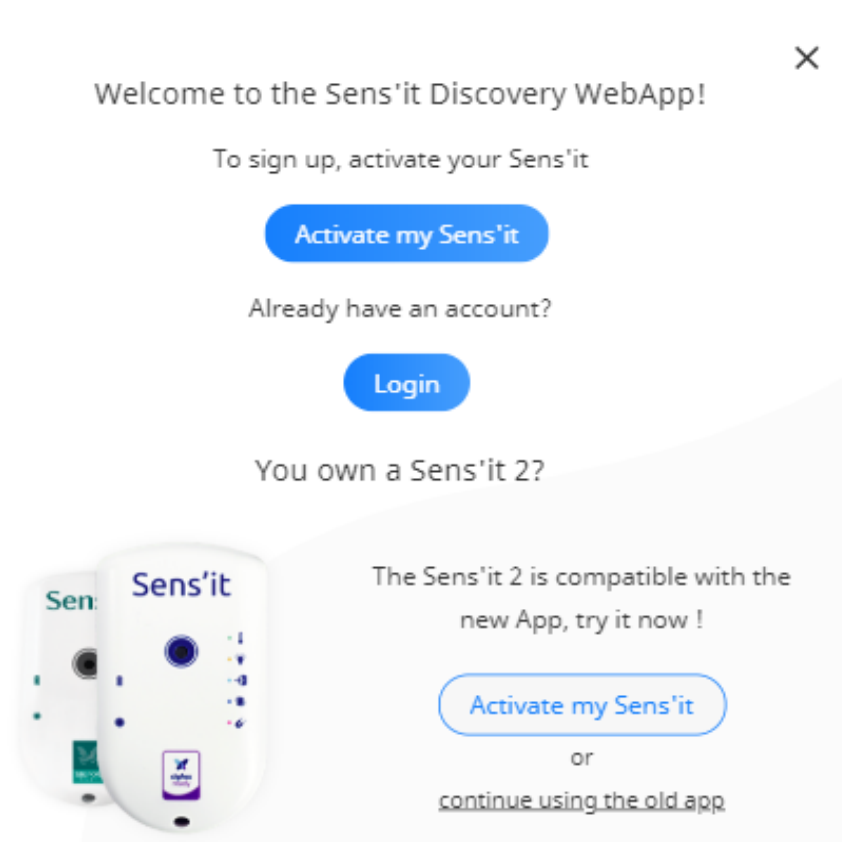 Welcome to the Sens'it Discovery WebApp!
To sign up, activate your Sens'it
Activate my Sens'it
Already have an account?
Login
You own a Sens'it 2?
Sens'it
Sens
The Sens'it 2 is compatible with the
new App, try it now !
Activate my Sens'it
or
continue using the old app